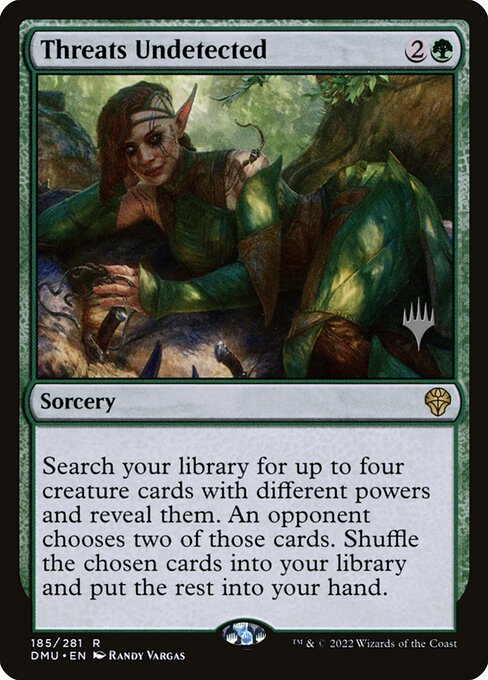 Threats Undetected 2
Sorcery
Search your library for up to four
creature cards with different powers
and reveal them. An opponent
chooses two of those cards. Shuffle
the chosen cards into your library
and put the rest into your hand.
185/281 R
DMU • EN Randy Vargas
™ & © 2022 Wizards of the Coast